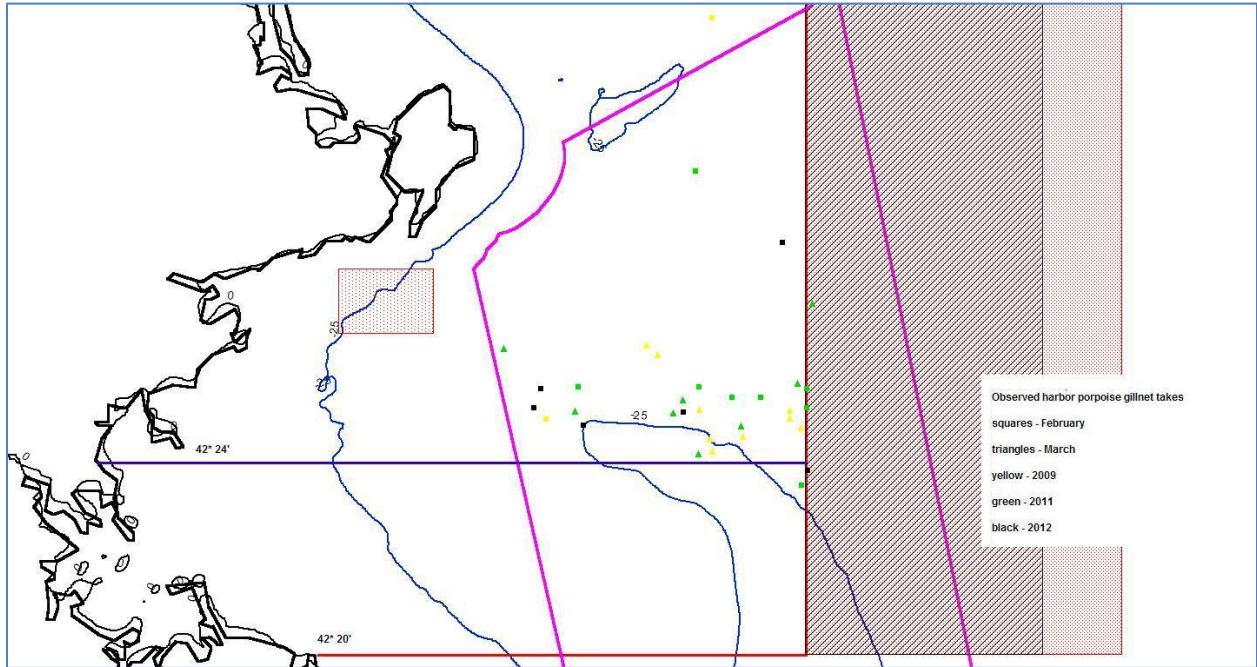 -25
0
-25
-25
-25
Observed harbor porpoise gillnet takes
squares - February
triangles - March
yellow - 2009
green - 2011
black - 2012
42° 24'
0
42° 20'